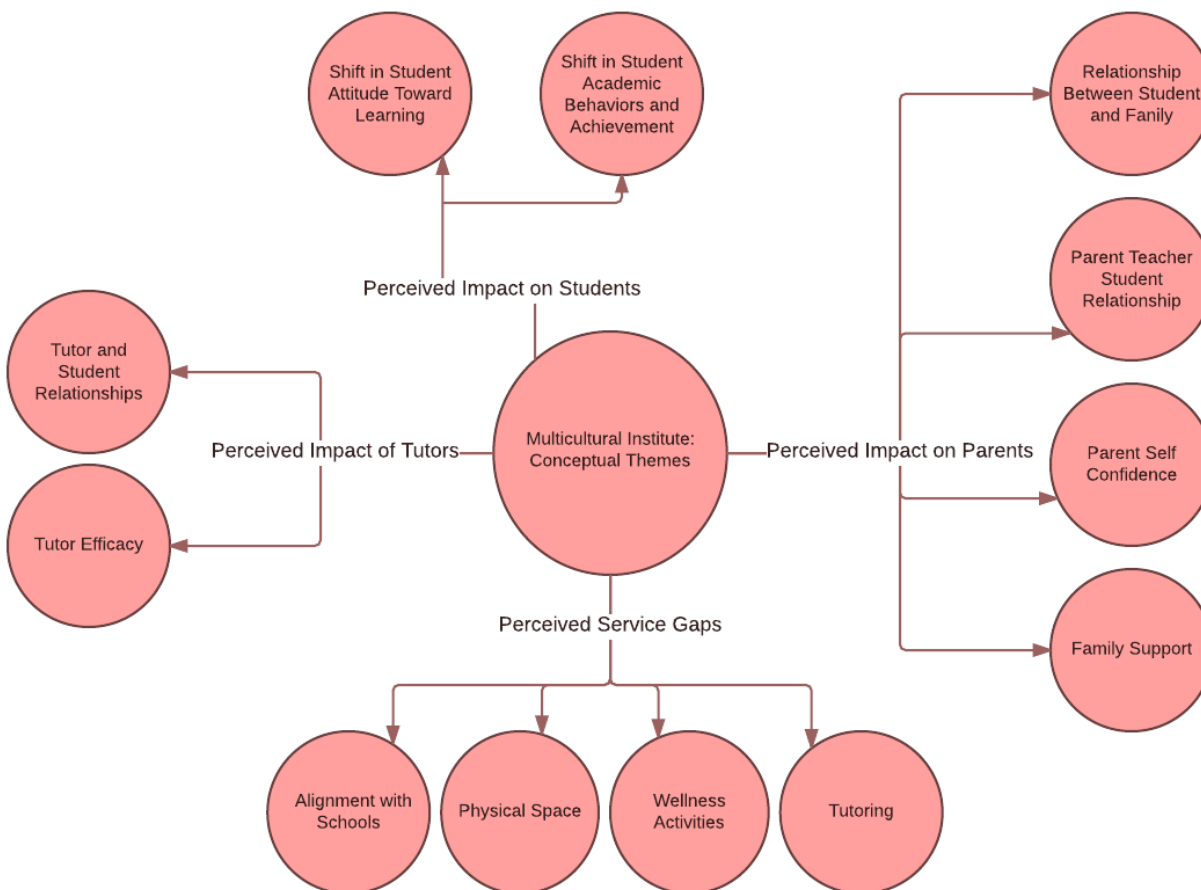 Shift in Student
Attitude Toward
Learning
Shift in Student
Academic
Behaviors and
Achievement
Relationship
Between Student
and Fanily
Perceived Impact on Students
Parent Teacher
Student
Relationship
Tutor and
Student
Relationships
Perceived Impact of Tutors
Multicultural Institute:
Conceptual Themes
Perceived Impact on Parents
Parent Self
Confidence
Tutor Efficacy
Perceived Service Gaps
Family Support
Alignment with
Schools
Physical Space
Wellness
Activities
Tutoring